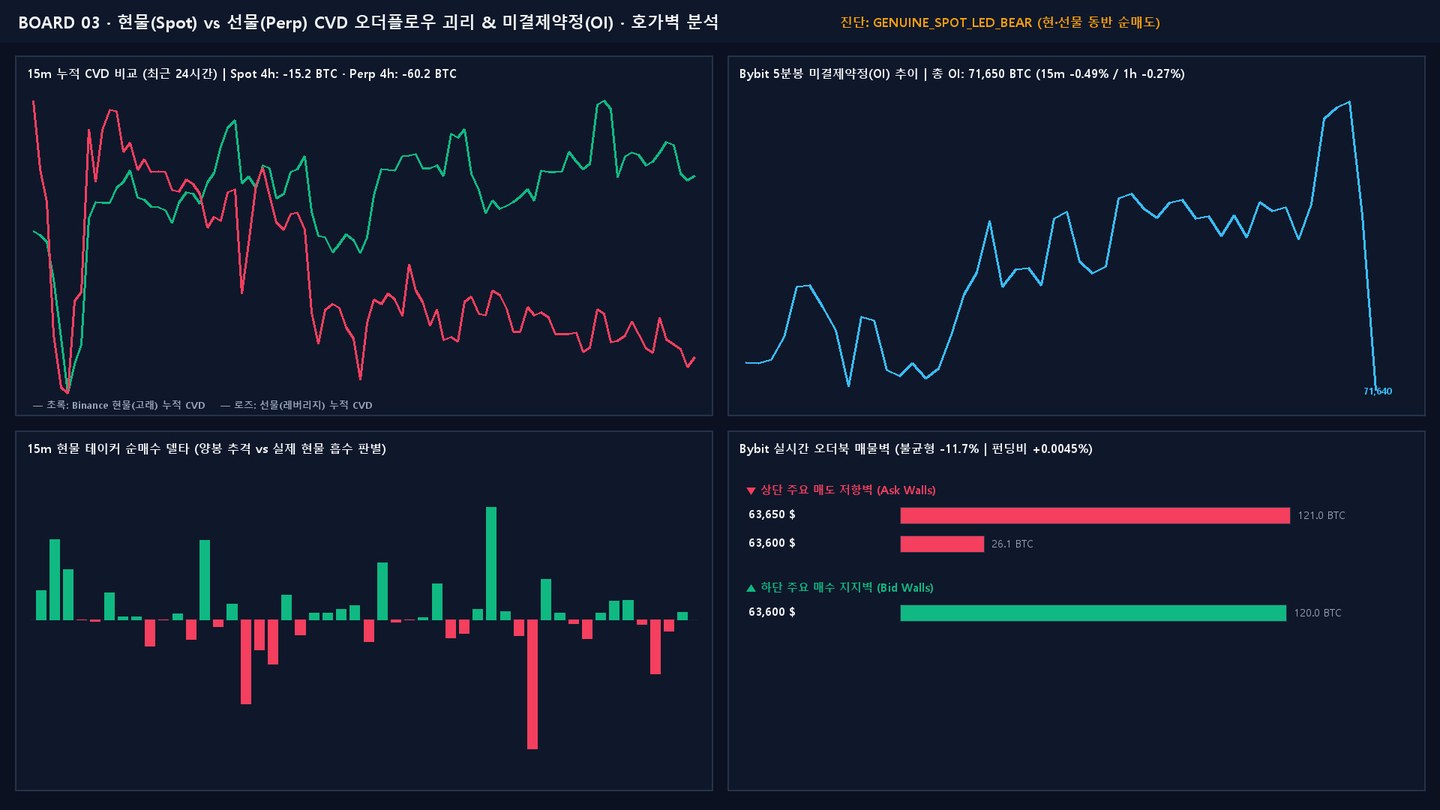 BOARD 03 · 현물(Spot) vs 선물(Perp) CVD 오더플로우 괴리 & 미결제약정(OI) · 호가벽 분석
진단: GENUINE_SPOT_LED_BEAR (현·선물 동반 순매도)
15m 누적 CVD 비교 (최근 24시간) | Spot 4h: -15.2 BTC · Perp 4h: -60.2 BTC
— 초록: Binance 현물(고래) 누적 CVD — 로즈: 선물(레버리지) 누적 CVD
Bybit 5분봉 미결제약정(OI) 추이 | 총 OI: 71,650 BTC (15m -0.49% / 1h -0.27%)
71,640
15m 현물 테이커 순매수 델타 (양봉 추격 vs 실제 현물 흡수 판별)
Bybit 실시간 오더북 매물벽 (불균형 -11.7% | 펀딩비 +0.0045%)
▼ 상단 주요 매도 저항벽 (Ask Walls)
63,650 $ 121.0 BTC
63,600 $ 26.1 BTC
▲ 하단 주요 매수 지지벽 (Bid Walls)
63,600 $ 120.0 BTC